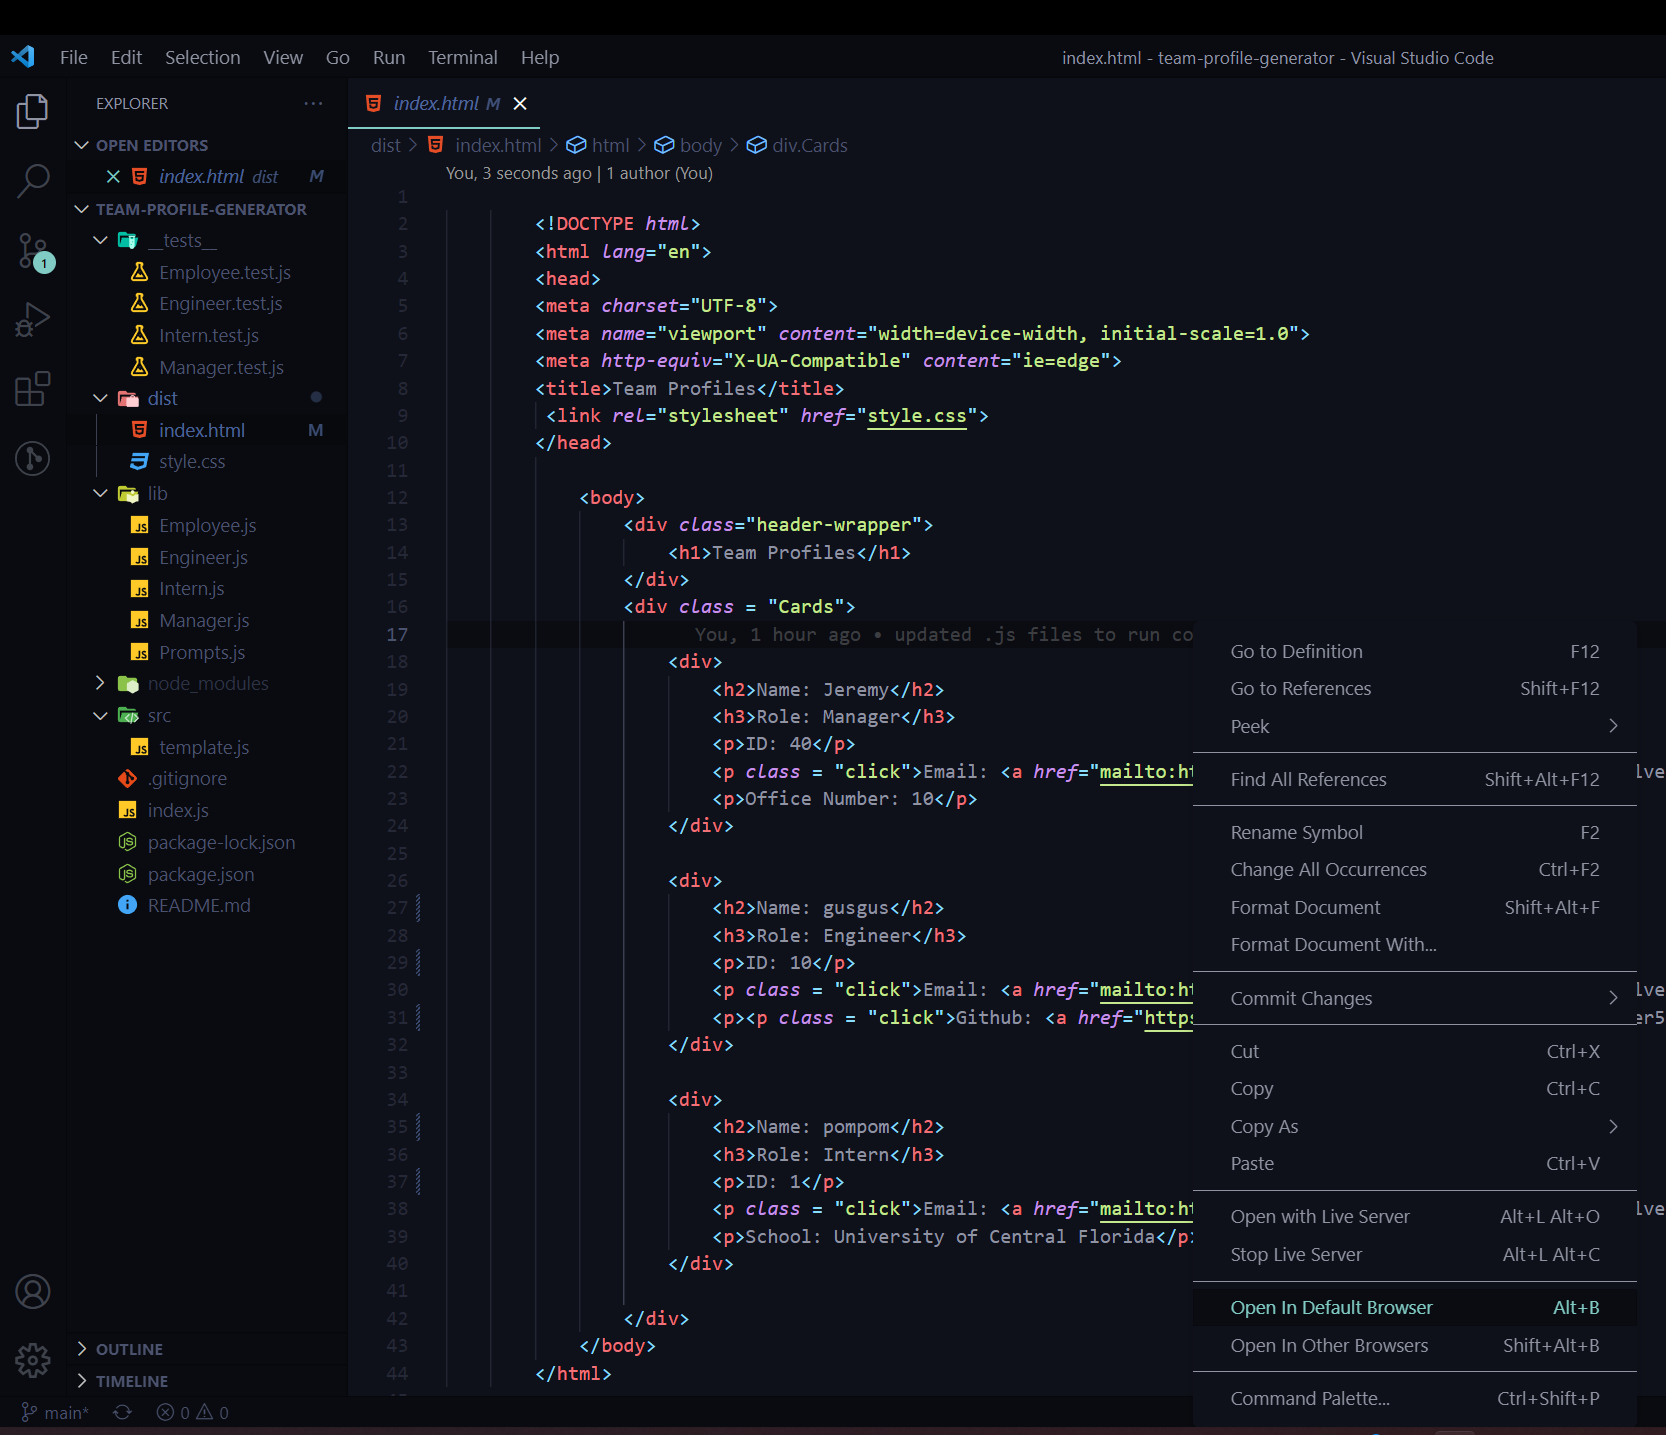 File Edit Selection View Go Run Terminal Help index.html - team-profile-generator - Visual Studio Code
EXPLORER
OPEN EDITORS
index.html dist M
TEAM-PROFILE-GENERATOR
__tests__
Employee.test.js
Engineer.test.js
Intern.test.js
Manager.test.js
dist
index.html M
style.css
lib
Employee.js
Engineer.js
Intern.js
Manager.js
Prompts.js
node_modules
src
template.js
.gitignore
index.js
package-lock.json
package.json
README.md
OUTLINE
TIMELINE
1
index.html M
dist > index.html > html > body > div.Cards
You, 3 seconds ago | 1 author (You)
1
2 <!DOCTYPE html>
3 <html lang="en">
4 <head>
5 <meta charset="UTF-8">
6 <meta name="viewport" content="width=device-width, initial-scale=1.0">
7 <meta http-equiv="X-UA-Compatible" content="ie=edge">
8 <title>Team Profiles</title>
9 <link rel="stylesheet" href="style.css">
10 </head>
11
12 <body>
13 <div class="header-wrapper">
14 <h1>Team Profiles</h1>
15 </div>
16 <div class = "Cards">
17 You, 1 hour ago • updated .js files to run co
18 <div>
19 <h2>Name: Jeremy</h2>
20 <h3>Role: Manager</h3>
21 <p>ID: 40</p>
22 <p class = "click">Email: <a href="mailto:ht lve
23 <p>Office Number: 10</p>
24 </div>
25
26 <div>
27 <h2>Name: gusgus</h2>
28 <h3>Role: Engineer</h3>
29 <p>ID: 10</p>
30 <p class = "click">Email: <a href="mailto:ht lve
31 <p><p class = "click">Github: <a href="https er5
32 </div>
33
34 <div>
35 <h2>Name: pompom</h2>
36 <h3>Role: Intern</h3>
37 <p>ID: 1</p>
38 <p class = "click">Email: <a href="mailto:ht lve
39 <p>School: University of Central Florida</p>
40 </div>
41
42 </div>
43 </body>
44 </html>
Go to Definition F12
Go to References Shift+F12
Peek
Find All References Shift+Alt+F12
Rename Symbol F2
Change All Occurrences Ctrl+F2
Format Document Shift+Alt+F
Format Document With...
Commit Changes
Cut Ctrl+X
Copy Ctrl+C
Copy As
Paste Ctrl+V
Open with Live Server Alt+L Alt+O
Stop Live Server Alt+L Alt+C
Open In Default Browser Alt+B
Open In Other Browsers Shift+Alt+B
Command Palette... Ctrl+Shift+P
main* 0 0